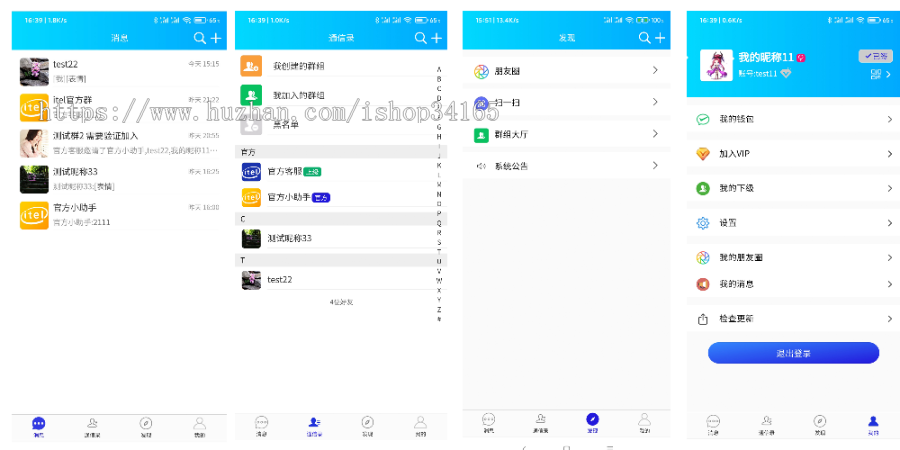 16:39 | 1.8K/s
65%
消息
test22
今天 15:15
[我][表情]
itel官方群
昨天 21:22
测试群2 需要验证加入
昨天 20:55
官方客服邀请了官方小助手,test22,我的昵称11…
测试昵称33
昨天 16:25
测试昵称33:[表情]
官方小助手
昨天 16:00
官方小助手:2111
消息
通信录
发现
我的
16:39 | 1.0K/s
65%
通信录
我创建的群组
我加入的群组
黑名单
官方
官方客服 上级
官方小助手 官方
C
测试昵称33
T
test22
4位好友
A
B
C
D
G
H
I
J
K
L
M
N
O
P
Q
R
S
T
U
V
W
X
Y
Z
#
消息
通信录
发现
我的
15:51 | 13.4K/s
100%
发现
朋友圈
扫一扫
群组大厅
系统公告
消息
通信录
发现
我的
16:39 | 0.6K/s
65%
我的昵称11
已签
账号:test11
我的钱包
加入VIP
我的下级
设置
我的朋友圈
我的消息
检查更新
退出登录
消息
通信录
发现
我的
https://www.huzhan.com/ishop34165